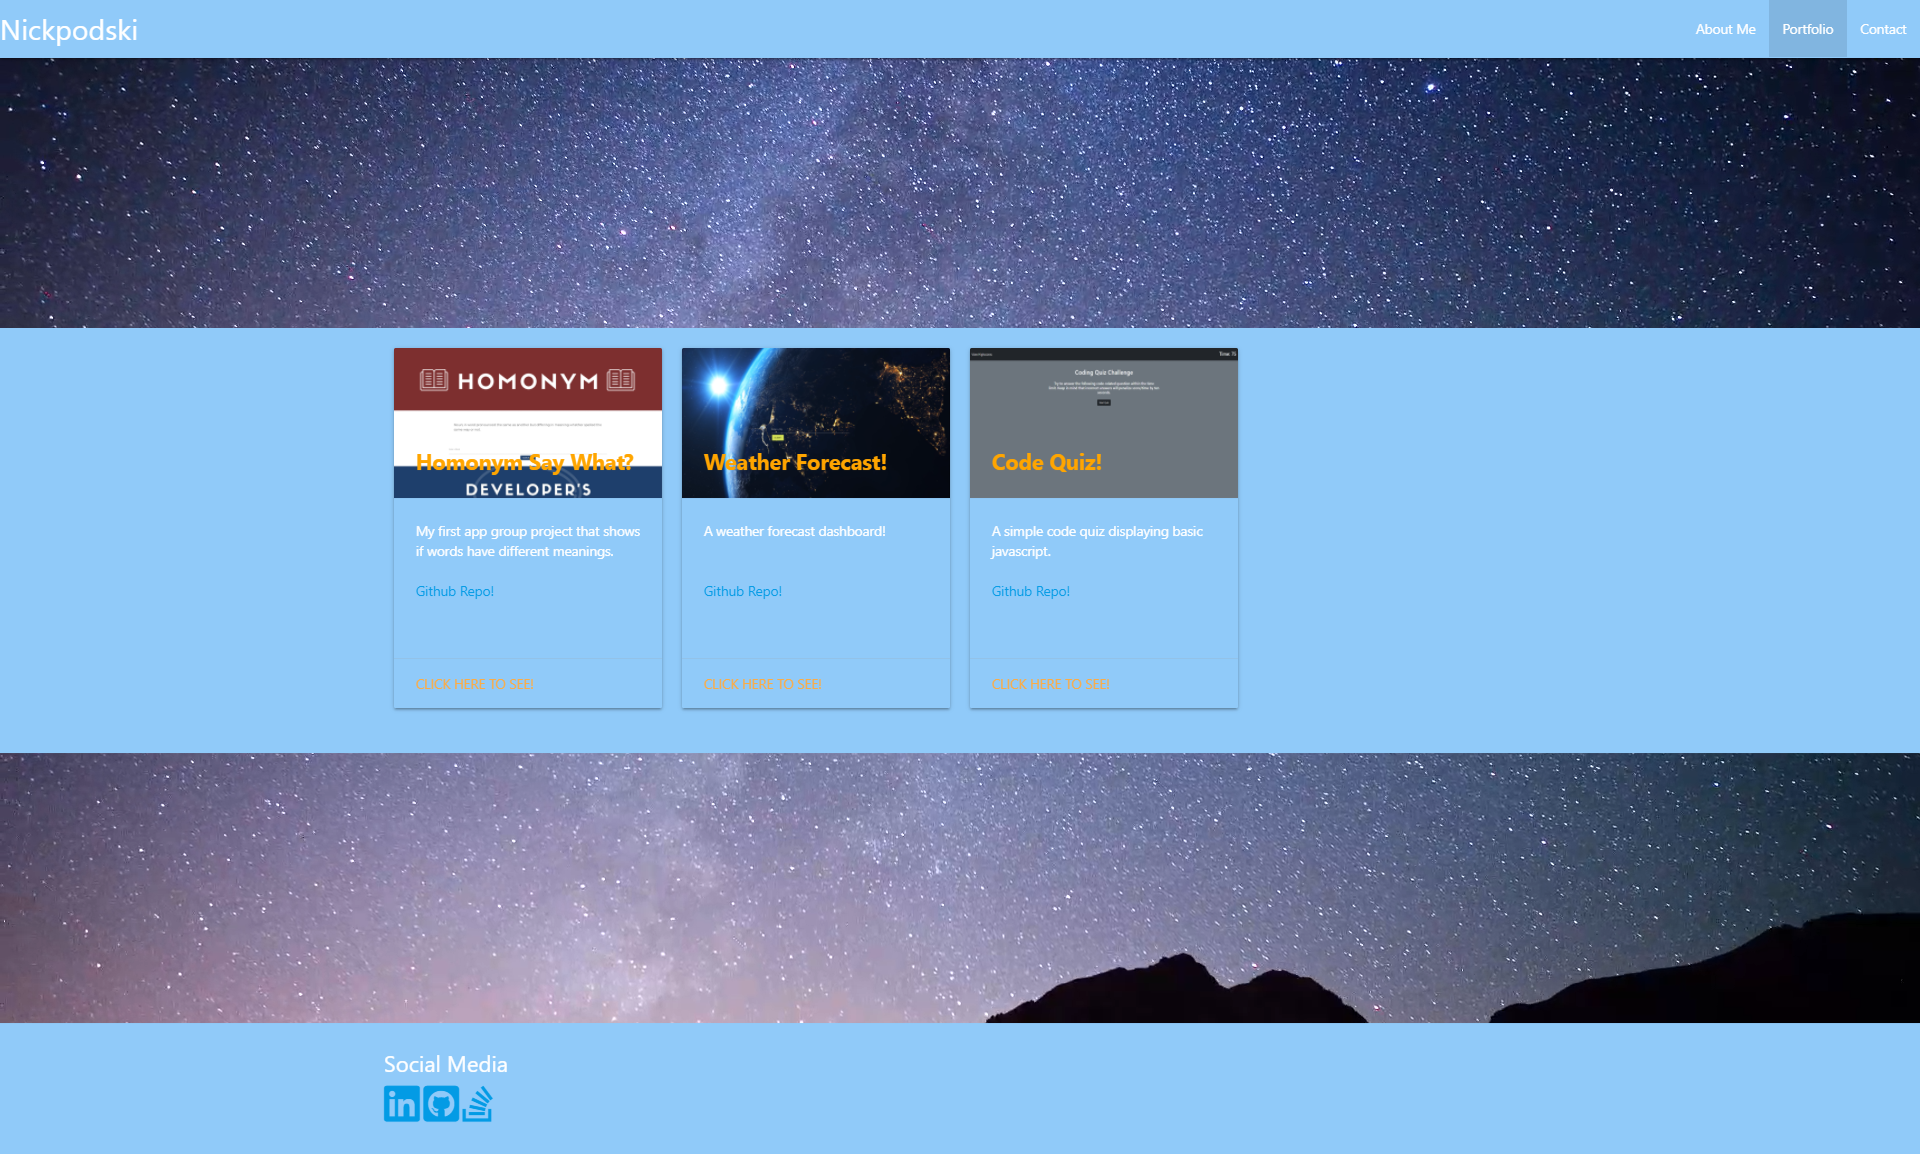 Nickpodski
About Me
Portfolio
Contact
HOMONYM
Homonym Say What?
DEVELOPER'S
Weather Forecast!
Time: 75
Coding Quiz Challenge
Code Quiz!
My first app group project that shows
if words have different meanings.
Github Repo!
CLICK HERE TO SEE!
A weather forecast dashboard!
Github Repo!
CLICK HERE TO SEE!
A simple code quiz displaying basic
javascript.
Github Repo!
CLICK HERE TO SEE!
Social Media
in